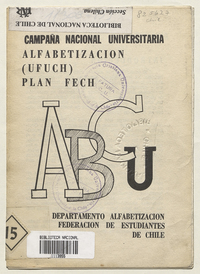 Sección Chilena
BIBLIOTECA NACIONAL DE CHILE
CAMPAÑA NACIONAL UNIVERSITARIA
ALFABETIZACION
(UFUCH)
PLAN FECH
ABC
U
DEPARTAMENTO ALFABETIZACION
FEDERACION DE ESTUDIANTES
DE CHILE
15
BIBLIOTECA NACIONAL